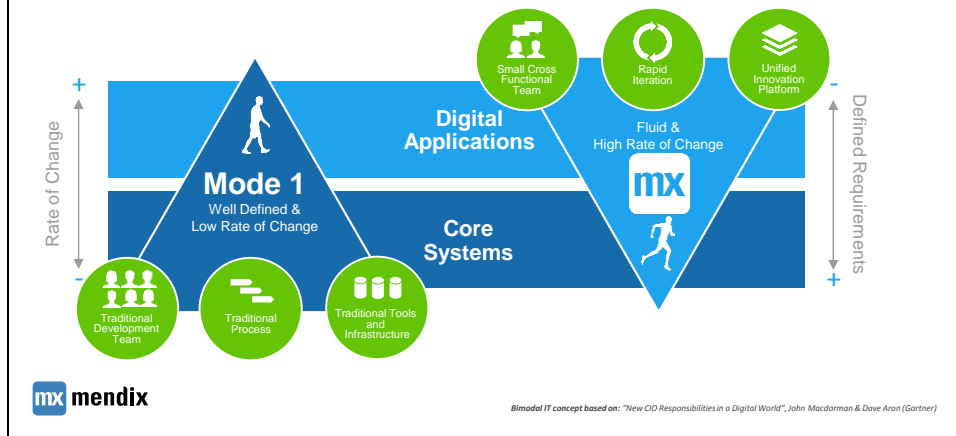 Small Cross
Functional
Team
Rapid
Iteration
Unified
Innovation
Platform
+
-
Rate of Change
Defined Requirements
Digital
Applications
Fluid &
High Rate of Change
mx
Mode 1
Well Defined &
Low Rate of Change
Core
Systems
-
+
Traditional
Development
Team
Traditional
Process
Traditional Tools
and
Infrastructure
mx mendix
Bimodal IT concept based on: "New CIO Responsibilities in a Digital World", John Macdorman & Dave Aron (Gartner)